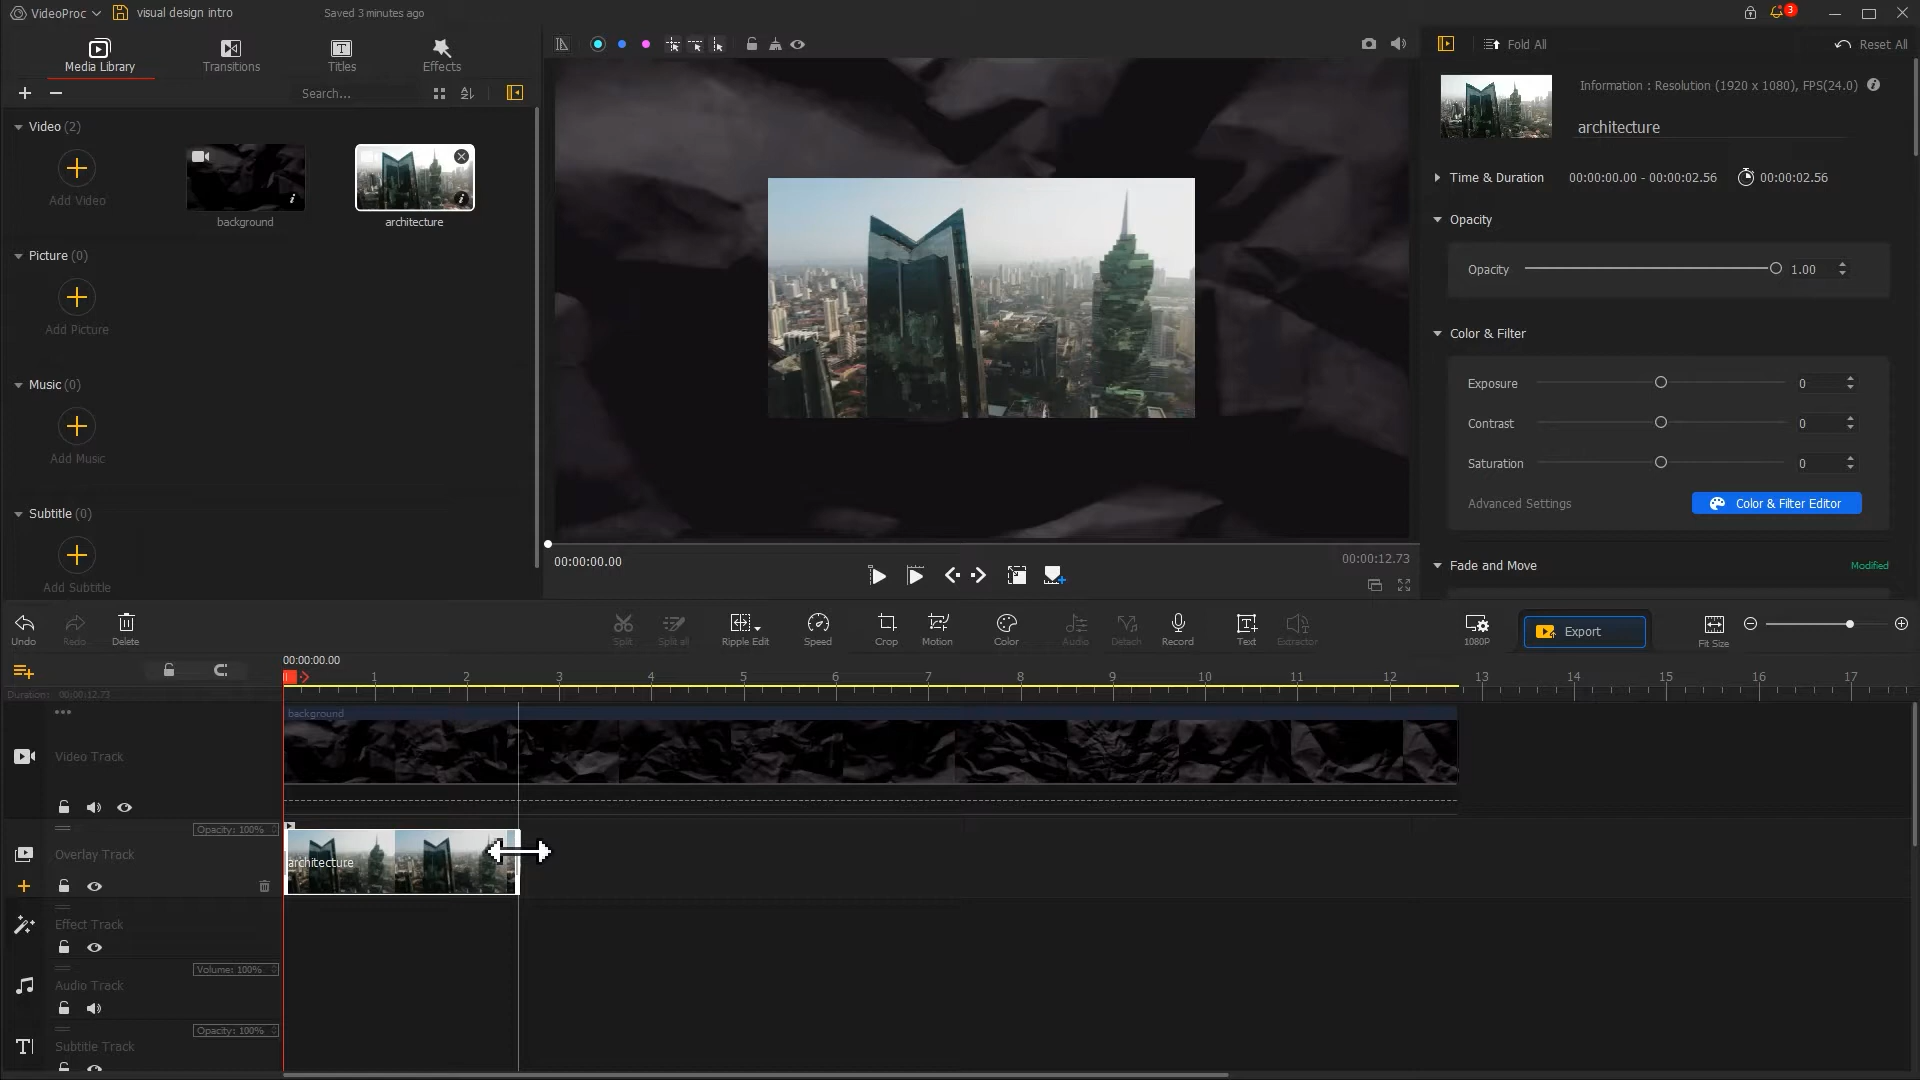 VideoProc
visual design intro
Saved 3 minutes ago
3
Media Library
Transitions
Titles
Effects
Search...
Fold All
Reset All
Information : Resolution (1920 x 1080), FPS(24.0)
architecture
Video (2)
Add Video
background
architecture
Picture (0)
Add Picture
Music (0)
Add Music
Subtitle (0)
Add Subtitle
Time & Duration
00:00:00.00 - 00:00:02.56
00:00:02.56
Opacity
Opacity
1.00
Color & Filter
Exposure
0
Contrast
0
Saturation
0
Advanced Settings
Color & Filter Editor
Fade and Move
Modified
00:00:00.00
00:00:12.73
Undo
Redo
Delete
Split
Split all
Ripple Edit
Speed
Crop
Motion
Color
Audio
Detach
Record
Text
Extractor
1080P
Export
Fit Size
00:00:00.00
1 2 3 4 5 6 7 8 9 10 11 12 13 14 15 16 17
Duration: 00:00:12.73
background
Video Track
Opacity: 100%
Overlay Track
architecture
Effect Track
Volume: 100%
Audio Track
Opacity: 100%
Subtitle Track